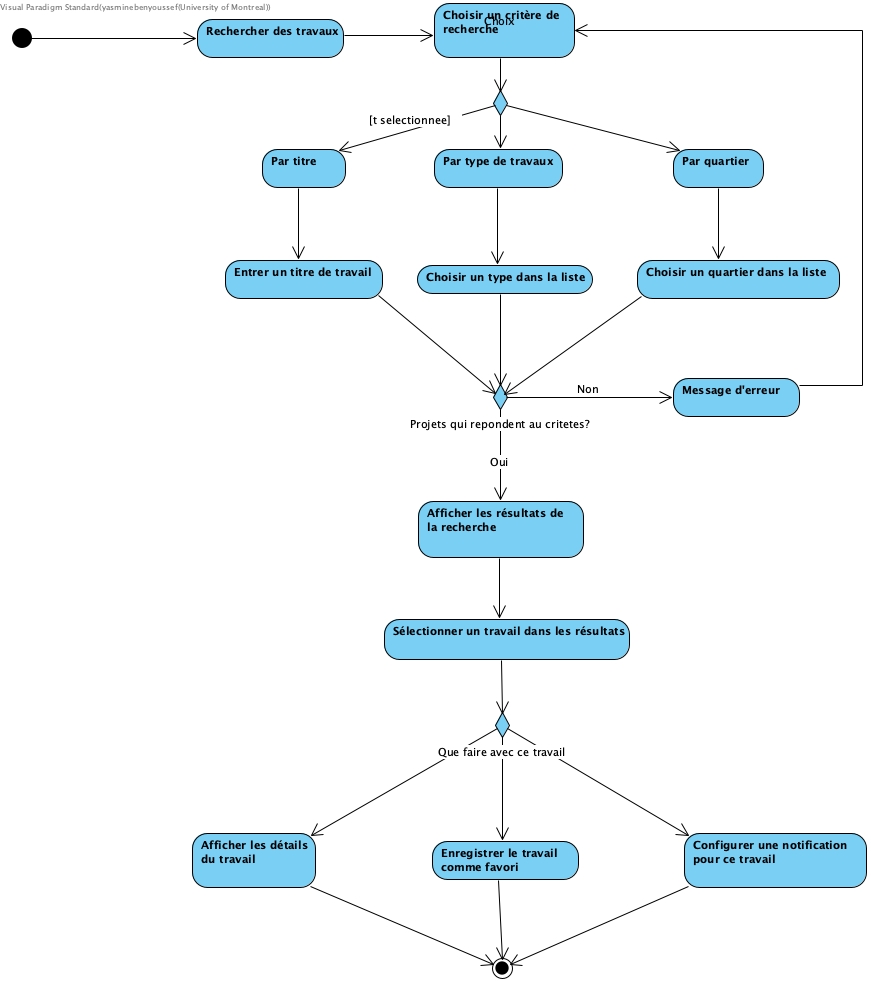 Visual Paradigm Standard(yasminebenyoussef(University of Montreal))
Rechercher des travaux
Choisir un critère de
recherche
Choix
[t selectionnee]
Par titre
Par type de travaux
Par quartier
Entrer un titre de travail
Choisir un type dans la liste
Choisir un quartier dans la liste
Non
Message d'erreur
Projets qui repondent au critetes?
Oui
Afficher les résultats de
la recherche
Sélectionner un travail dans les résultats
Que faire avec ce travail
Afficher les détails
du travail
Enregistrer le travail
comme favori
Configurer une notification
pour ce travail